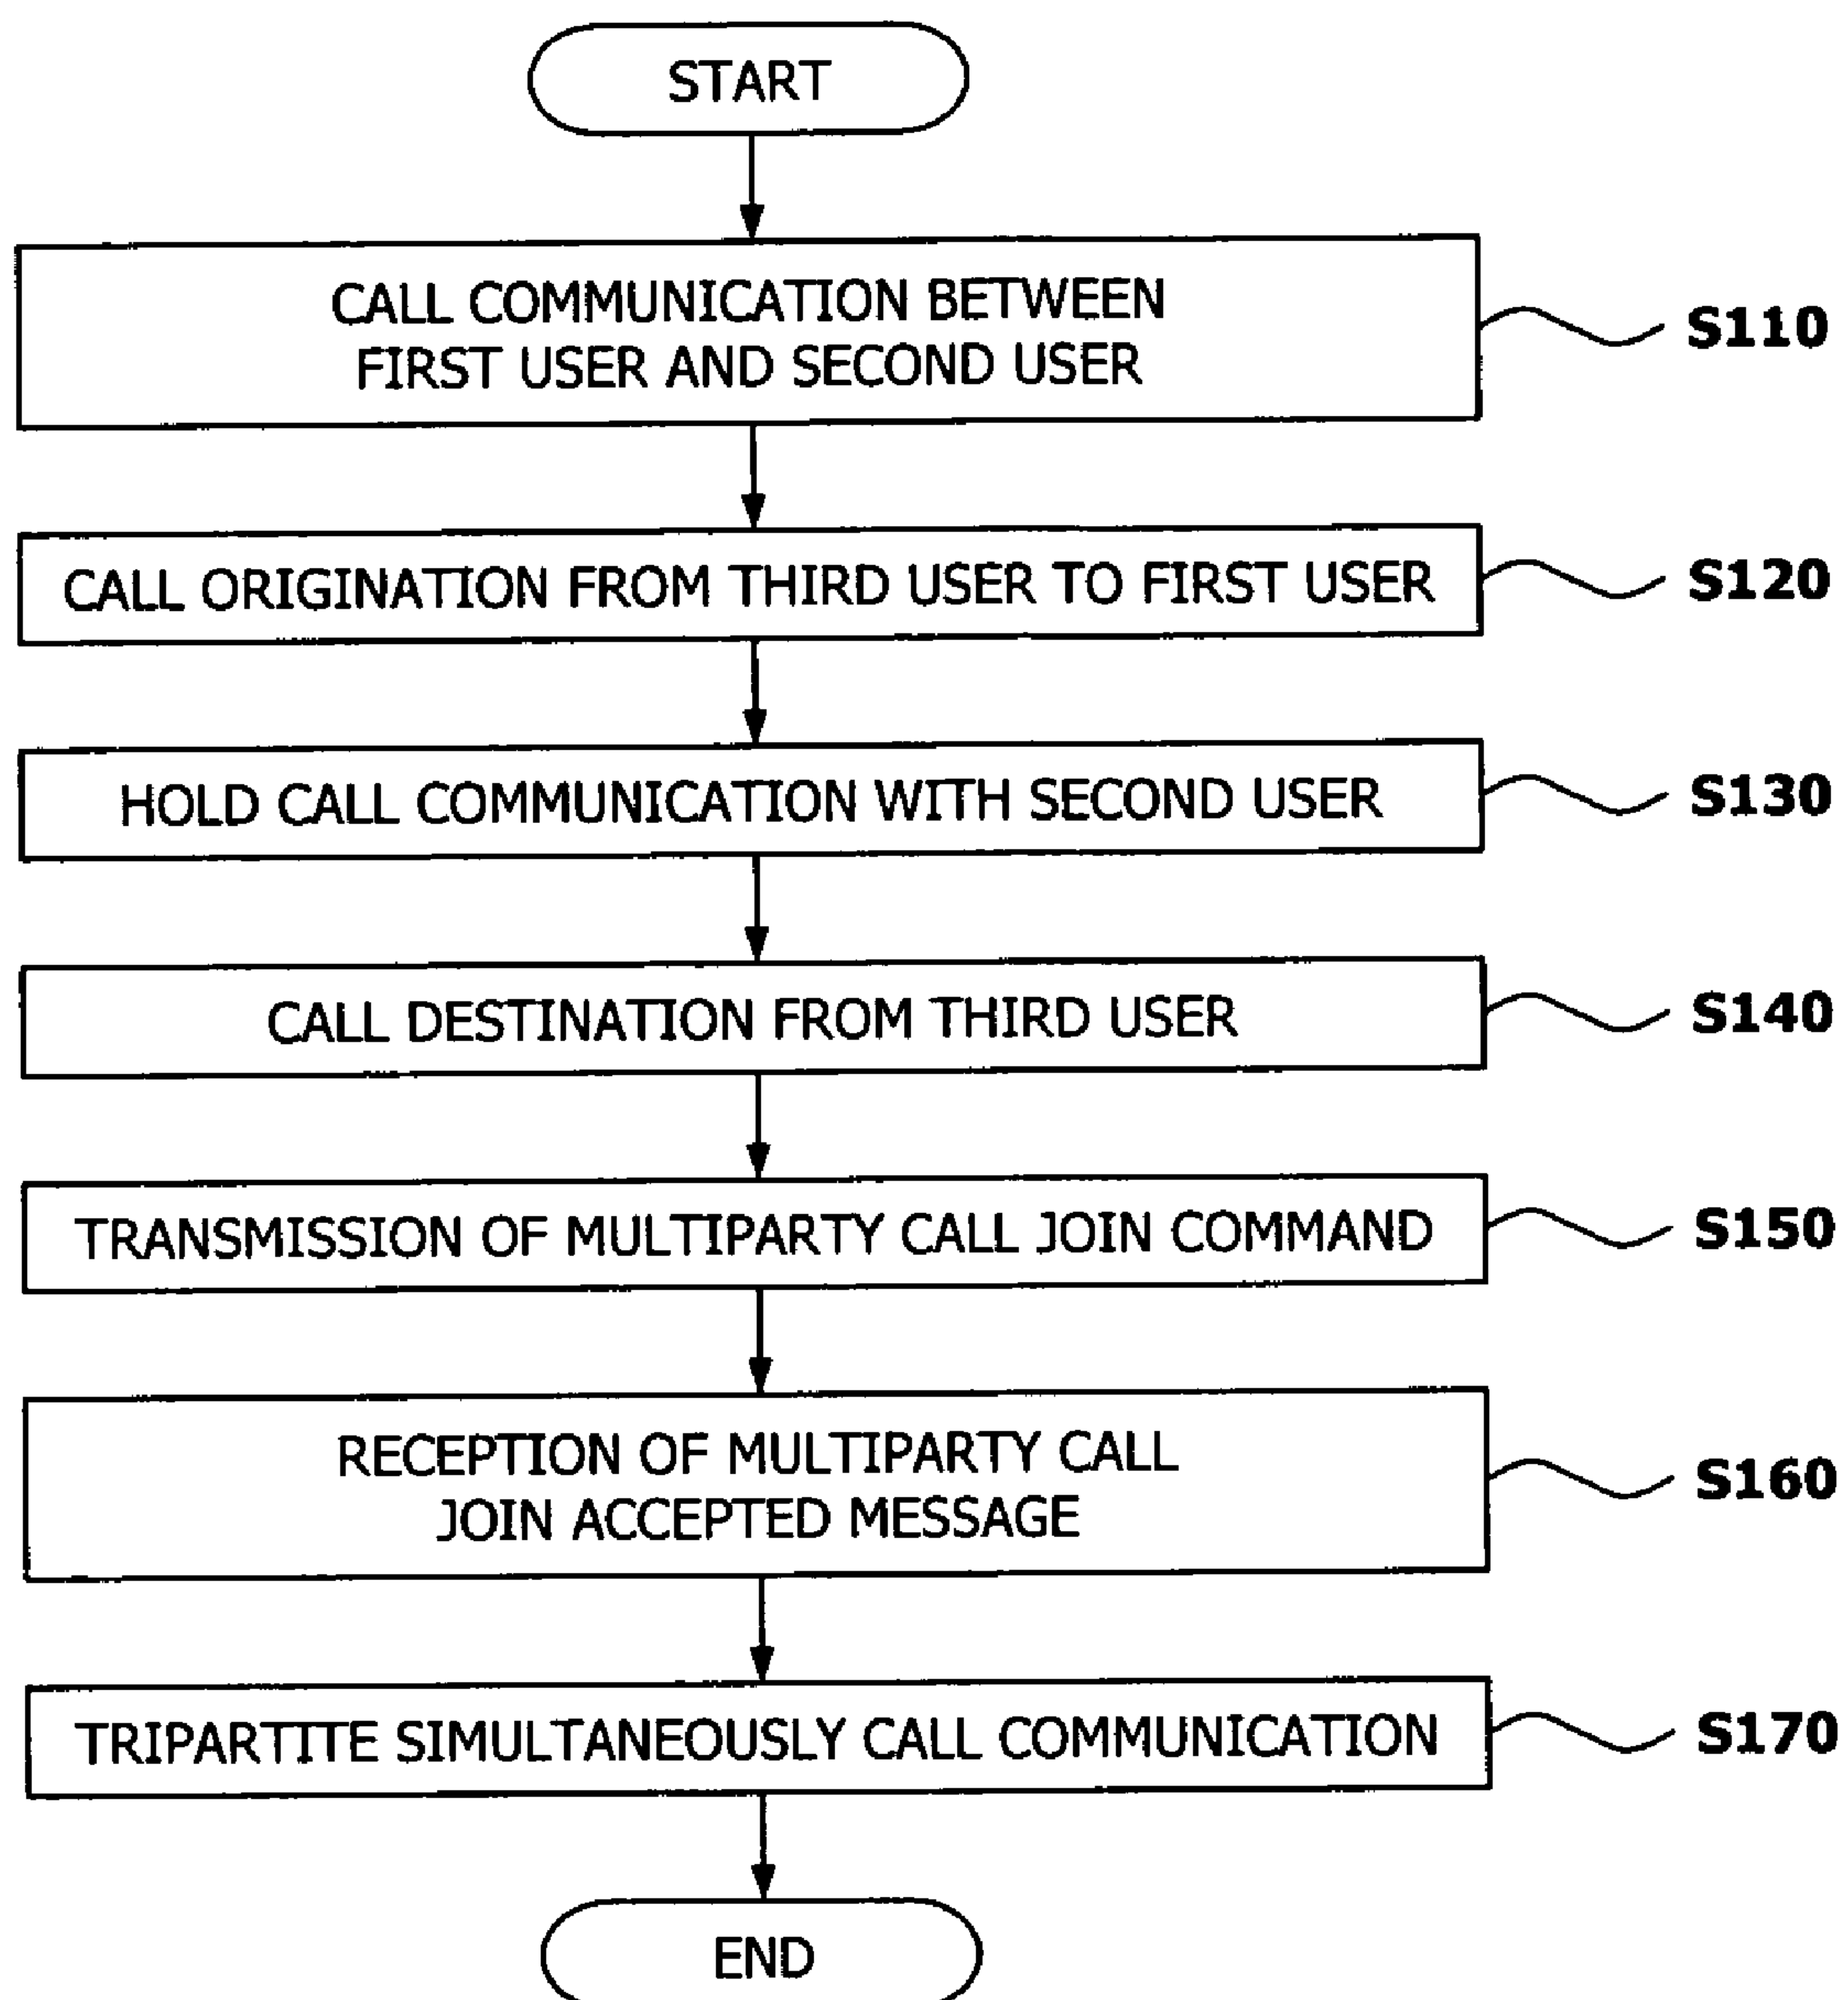 START
CALL COMMUNICATION BETWEEN
FIRST USER AND SECOND USER
S110
CALL ORIGINATION FROM THIRD USER TO FIRST USER
S120
HOLD CALL COMMUNICATION WITH SECOND USER
S130
CALL DESTINATION FROM THIRD USER
S140
TRANSMISSION OF MULTIPARTY CALL JOIN COMMAND
S150
RECEPTION OF MULTIPARTY CALL
JOIN ACCEPTED MESSAGE
S160
TRIPARTITE SIMULTANEOUSLY CALL COMMUNICATION
S170
END